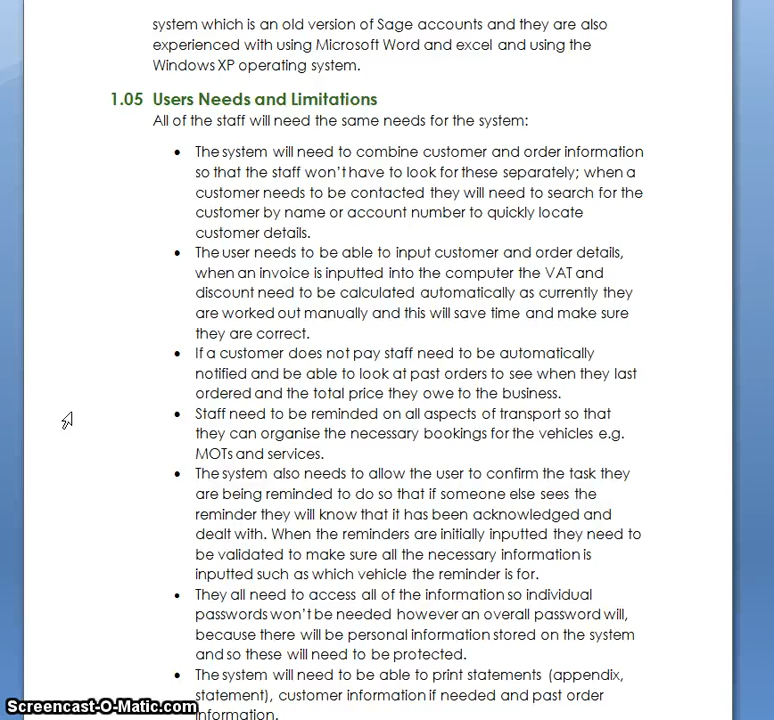 system which is an old version of Sage accounts and they are also
experienced with using Microsoft Word and excel and using the
Windows XP operating system.
1.05 Users Needs and Limitations
All of the staff will need the same needs for the system:
• The system will need to combine customer and order information
so that the staff won't have to look for these separately; when a
customer needs to be contacted they will need to search for the
customer by name or account number to quickly locate
customer details.
• The user needs to be able to input customer and order details,
when an invoice is inputted into the computer the VAT and
discount need to be calculated automatically as currently they
are worked out manually and this will save time and make sure
they are correct.
• If a customer does not pay staff need to be automatically
notified and be able to look at past orders to see when they last
ordered and the total price they owe to the business.
• Staff need to be reminded on all aspects of transport so that
they can organise the necessary bookings for the vehicles e.g.
MOTs and services.
• The system also needs to allow the user to confirm the task they
are being reminded to do so that if someone else sees the
reminder they will know that it has been acknowledged and
dealt with. When the reminders are initially inputted they need to
be validated to make sure all the necessary information is
inputted such as which vehicle the reminder is for.
• They all need to access all of the information so individual
passwords won't be needed however an overall password will,
because there will be personal information stored on the system
and so these will need to be protected.
• The system will need to be able to print statements (appendix,
statement), customer information if needed and past order
information.
Screencast-O-Matic.com